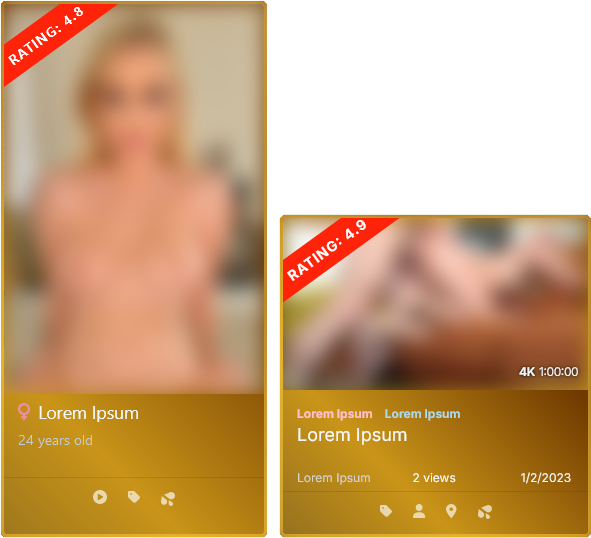 RATING: 4.8
Lorem Ipsum
24 years old
RATING: 4.9
4K 1:00:00
Lorem Ipsum Lorem Ipsum
Lorem Ipsum
Lorem Ipsum 2 views 1/2/2023